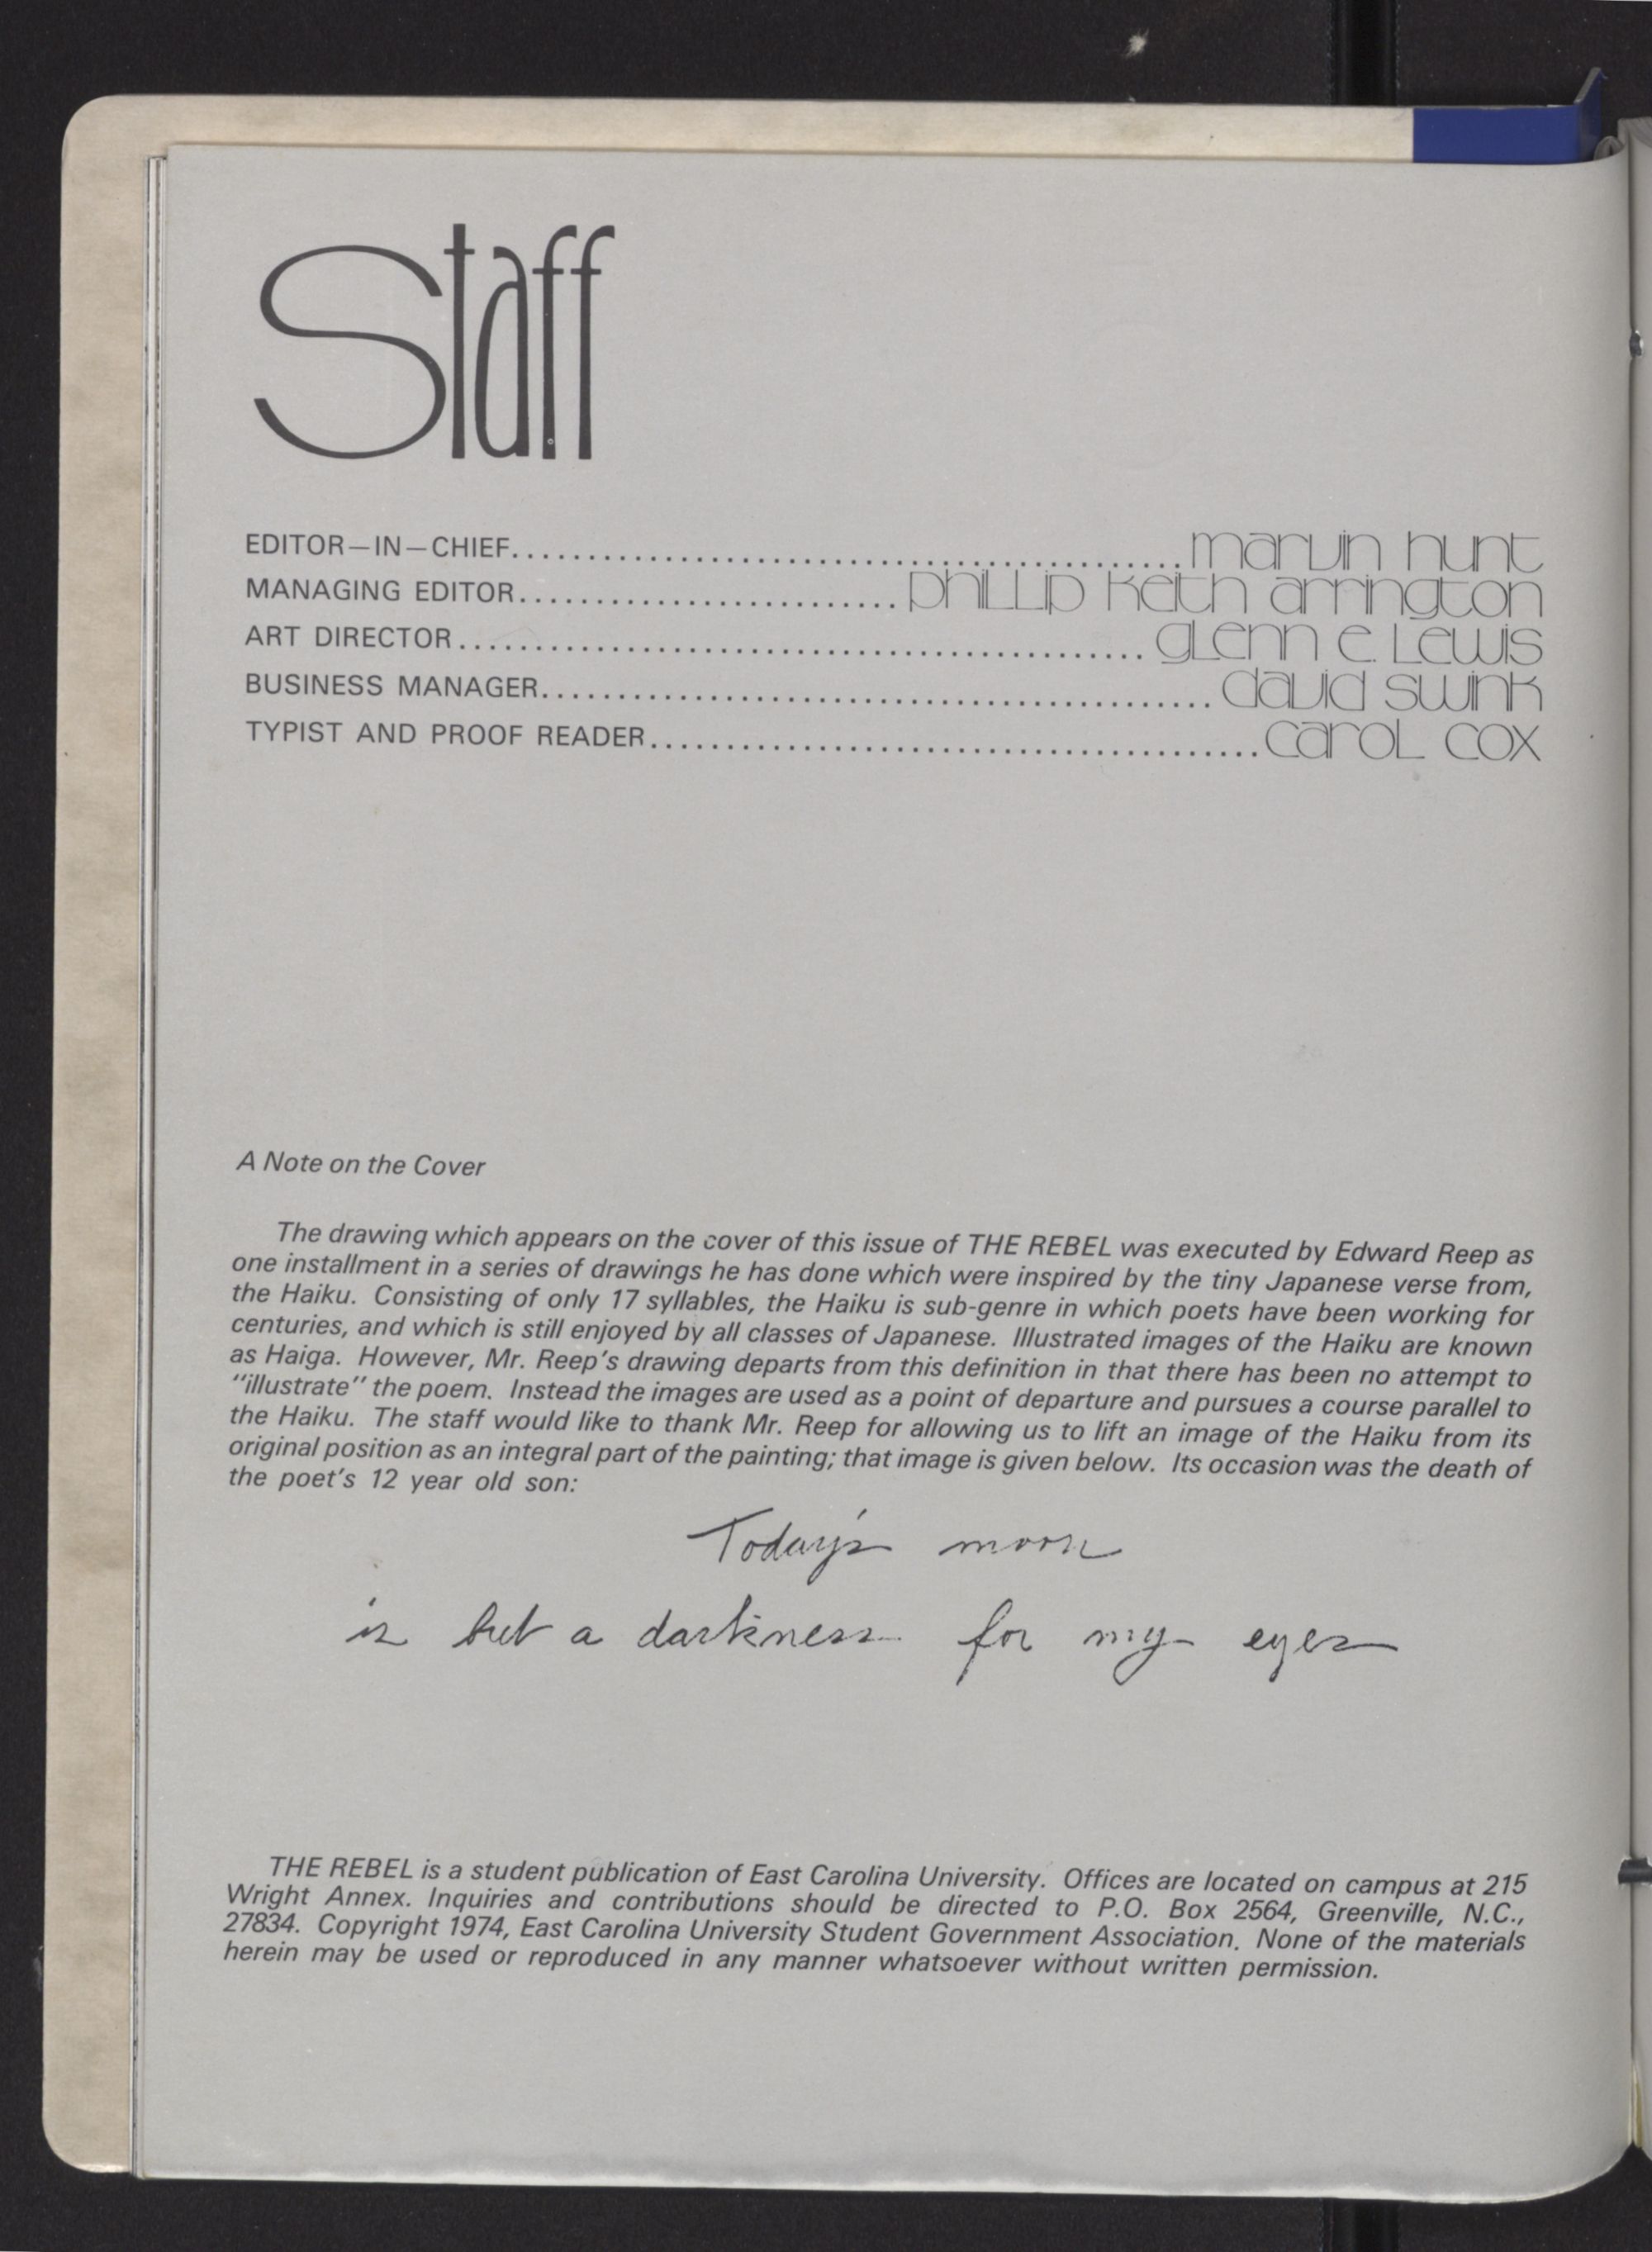 Staff
EDITOR—IN—CHIEF............................................marvin hunt
MANAGING EDITOR.........................phillip keith arrington
ART DIRECTOR..............................................glenn e. lewis
BUSINESS MANAGER.............................................david swink
TYPIST AND PROOF READER.........................................carol cox
A Note on the Cover
The drawing which appears on the cover of this issue of THE REBEL was executed by Edward Reep as
one installment in a series of drawings he has done which were inspired by the tiny Japanese verse from,
the Haiku. Consisting of only 17 syllables, the Haiku is sub-genre in which poets have been working for
centuries, and which is still enjoyed by all classes of Japanese. Illustrated images of the Haiku are known
as Haiga. However, Mr. Reep's drawing departs from this definition in that there has been no attempt to
"illustrate" the poem. Instead the images are used as a point of departure and pursues a course parallel to
the Haiku. The staff would like to thank Mr. Reep for allowing us to lift an image of the Haiku from its
original position as an integral part of the painting; that image is given below. Its occasion was the death of
the poet's 12 year old son:
Today's moon
is but a darkness for my eyes
THE REBEL is a student publication of East Carolina University. Offices are located on campus at 215
Wright Annex. Inquiries and contributions should be directed to P.O. Box 2564, Greenville, N.C.,
27834. Copyright 1974, East Carolina University Student Government Association. None of the materials
herein may be used or reproduced in any manner whatsoever without written permission.